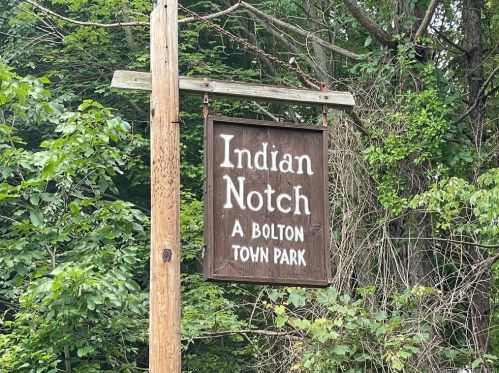 Indian
Notch
A BOLTON
TOWN PARK